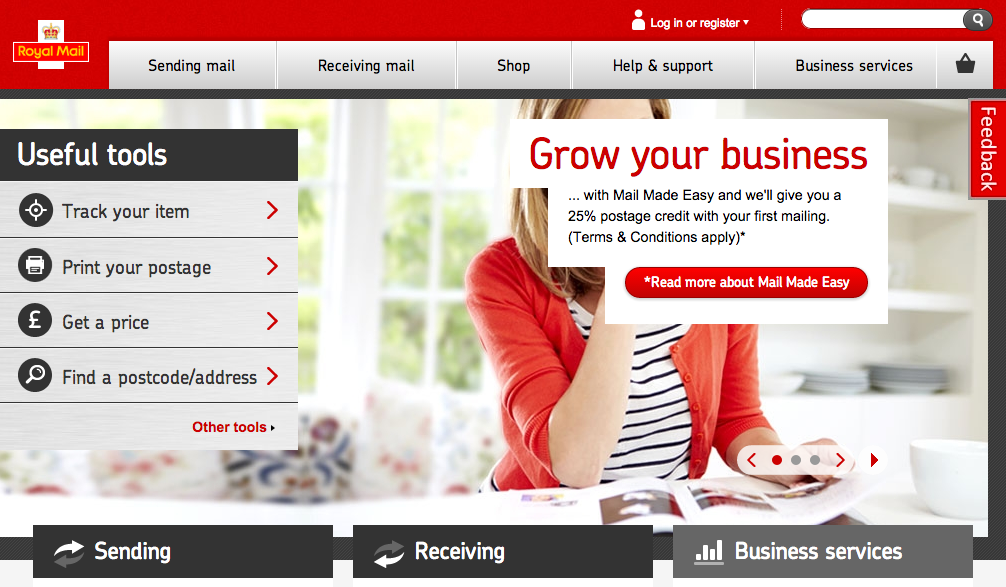 Log in or register
Royal Mail
Sending mail
Receiving mail
Shop
Help & support
Business services
Feedback
Useful tools
Track your item
Print your postage
£
Get a price
Find a postcode/address
Other tools
Grow your business
... with Mail Made Easy and we'll give you a
25% postage credit with your first mailing.
(Terms & Conditions apply)*
*Read more about Mail Made Easy
Sending
Receiving
Business services